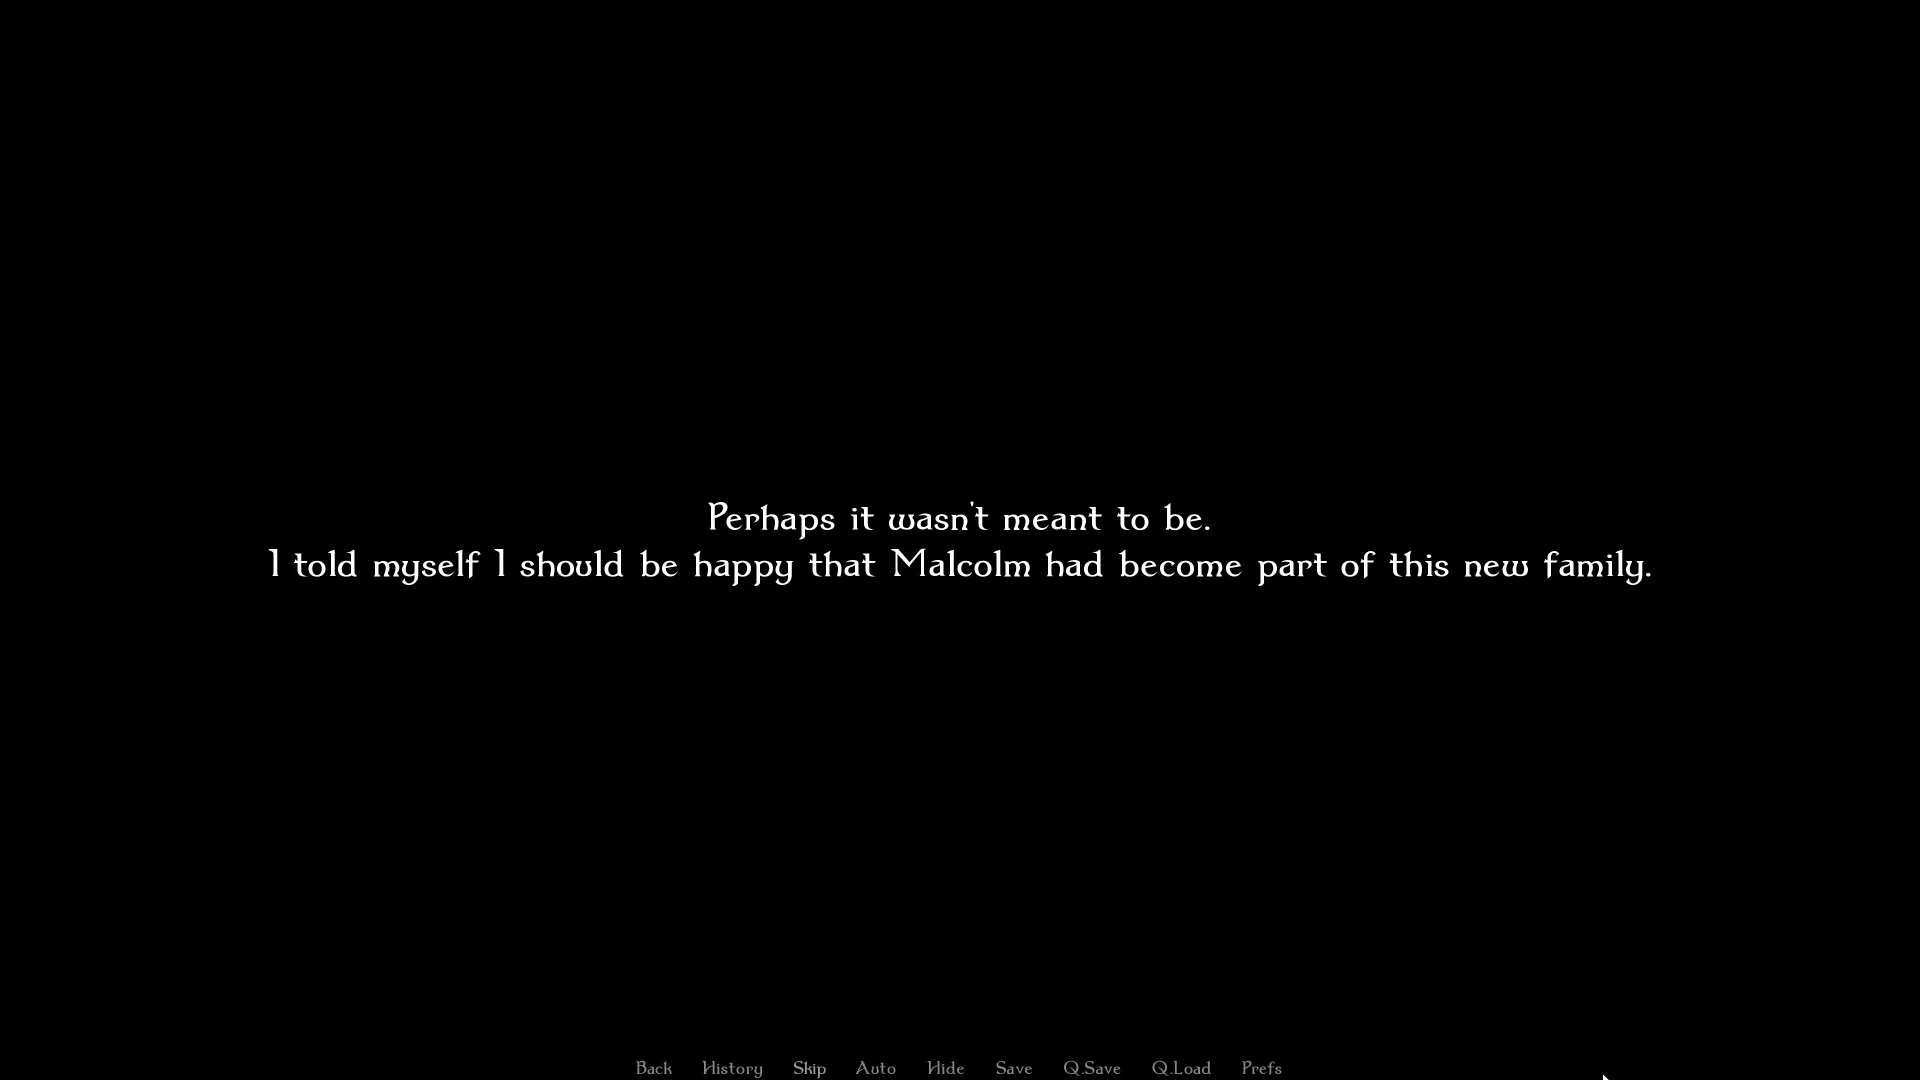 Perhaps it wasn't meant to be.
I told myself I should be happy that Malcolm had become part of this new family.
Back History Skip Auto Hide Save Q.Save Q.Load Prefs